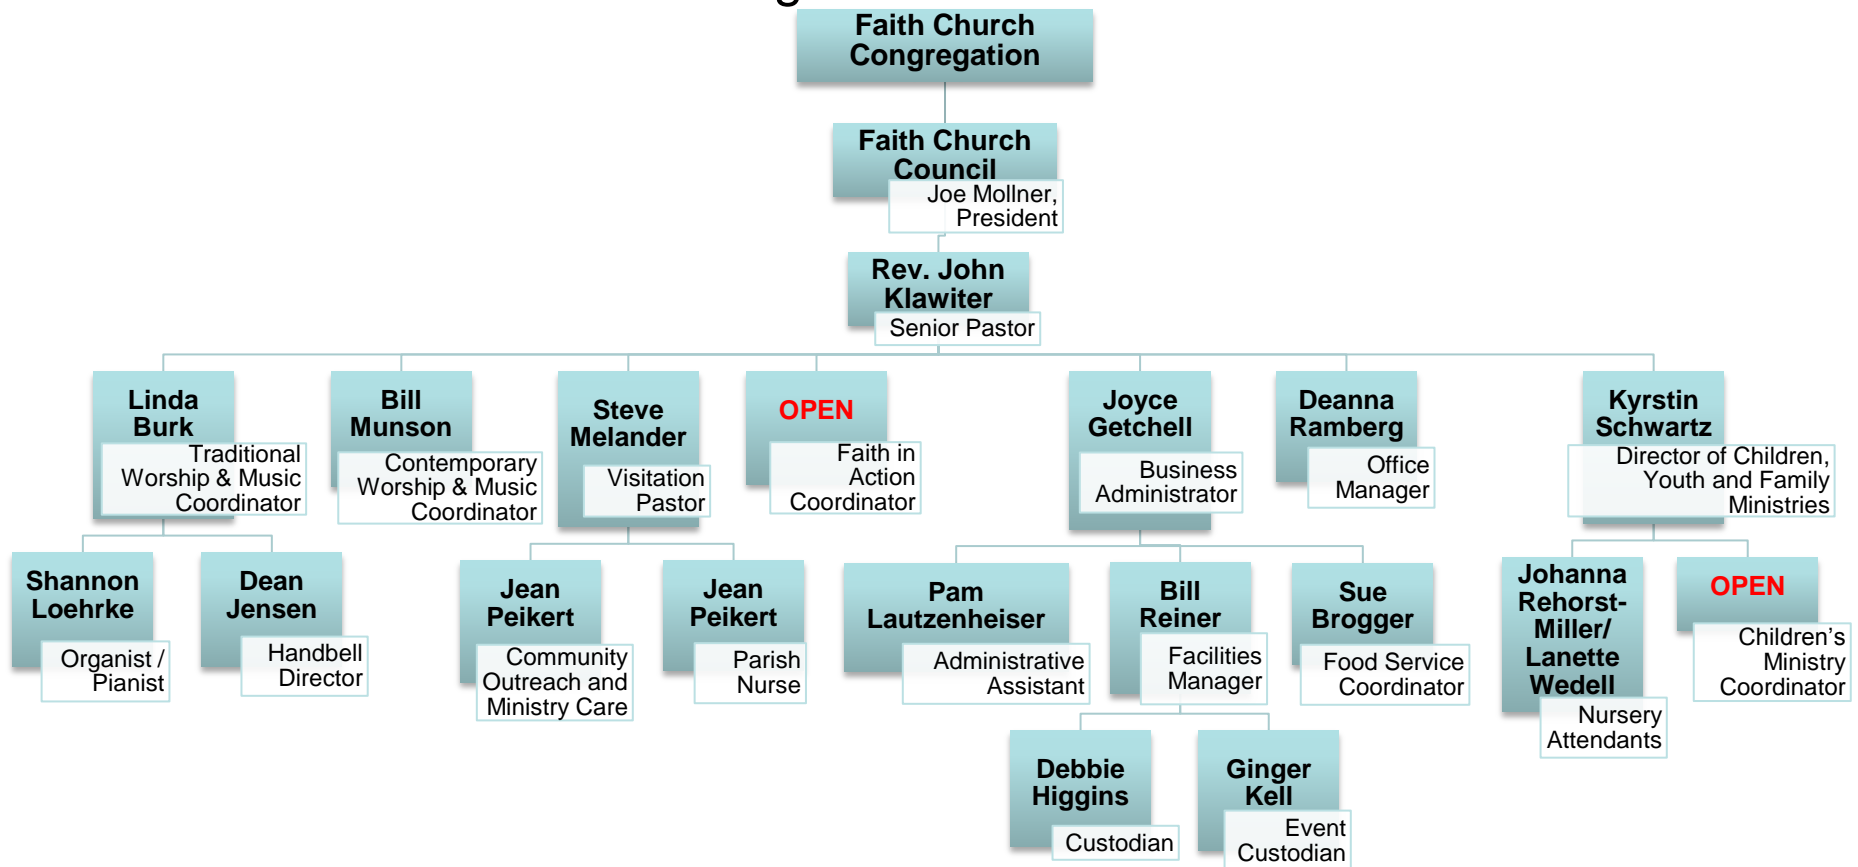 Faith Church
Congregation
Faith Church
Council
Joe Mollner,
President
Rev. John
Klawiter
Senior Pastor
Linda
Burk
Traditional
Worship & Music
Coordinator
Bill
Munson
Contemporary
Worship & Music
Coordinator
Steve
Melander
Visitation
Pastor
OPEN
Faith in
Action
Coordinator
Joyce
Getchell
Business
Administrator
Deanna
Ramberg
Office
Manager
Kyrstin
Schwartz
Director of Children,
Youth and Family
Ministries
Shannon
Loehrke
Organist /
Pianist
Dean
Jensen
Handbell
Director
Jean
Peikert
Community
Outreach and
Ministry Care
Jean
Peikert
Parish
Nurse
Pam
Lautzenheiser
Administrative
Assistant
Bill
Reiner
Facilities
Manager
Sue
Brogger
Food Service
Coordinator
Johanna
Rehorst-
Miller/
Lanette
Wedell
Nursery
Attendants
OPEN
Children’s
Ministry
Coordinator
Debbie
Higgins
Custodian
Ginger
Kell
Event
Custodian